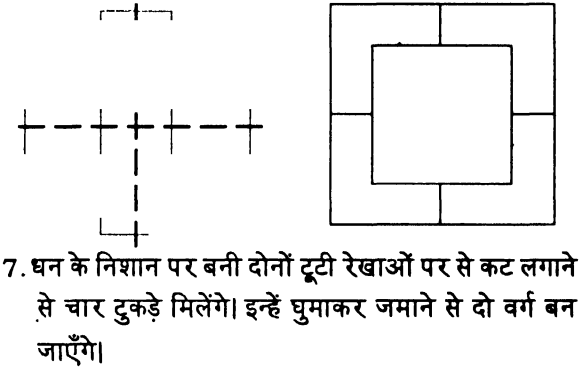 7. धन के निशान पर बनी दोनों टूटी रेखाओं पर से कट लगाने
से चार टुकड़े मिलेंगे। इन्हें घुमाकर जमाने से दो वर्ग बन
जाएँगे।